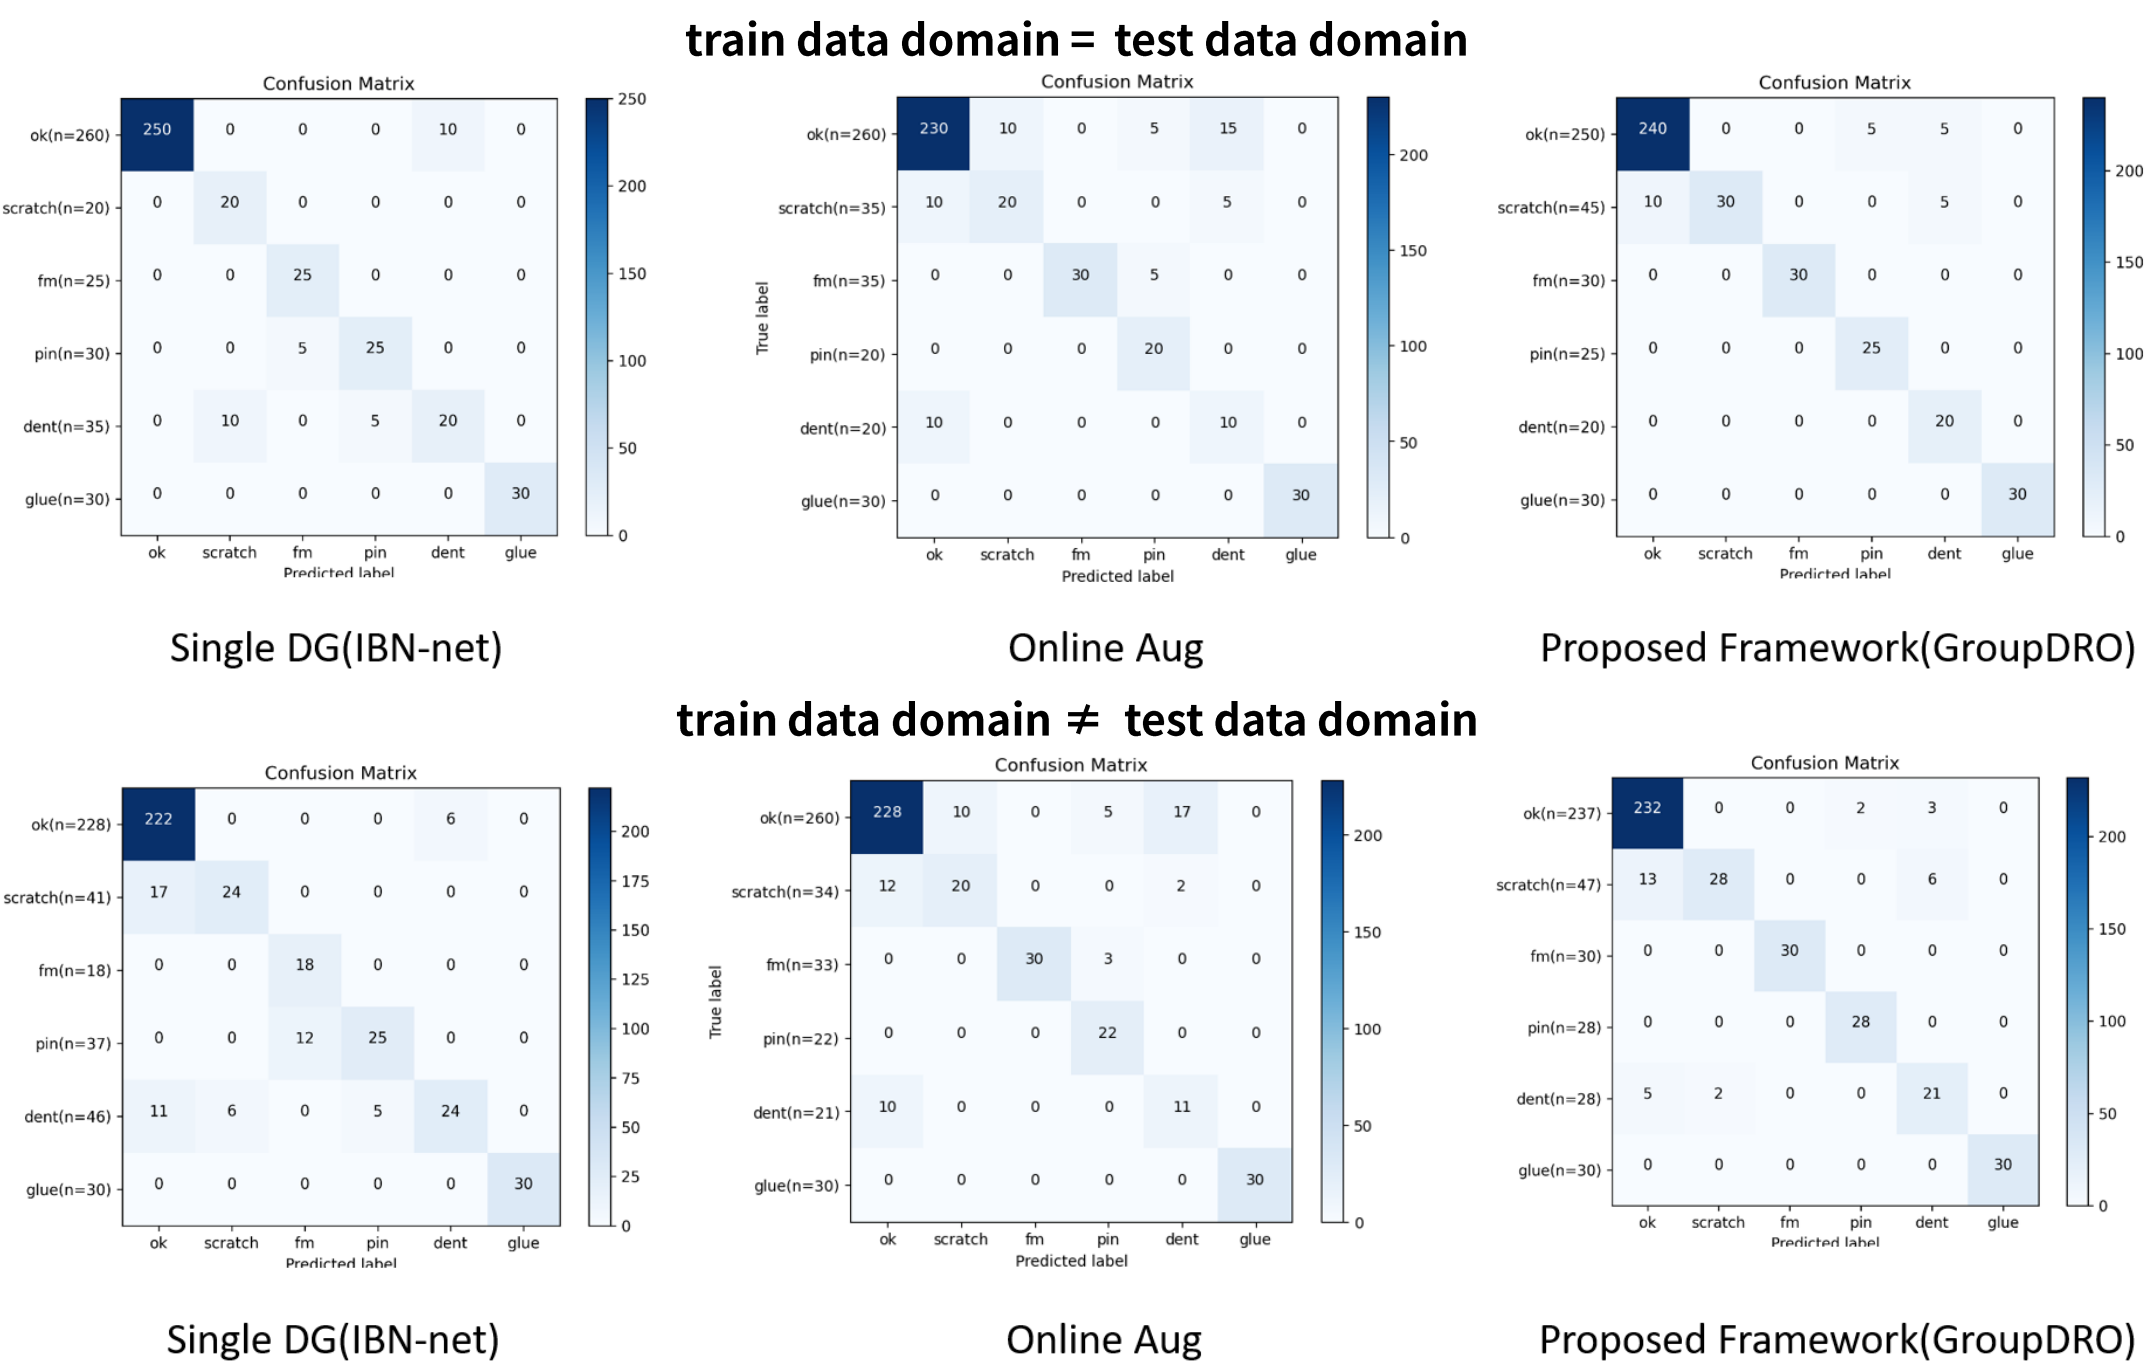 train data domain = test data domain
Confusion Matrix
ok(n=260) 250 0 0 0 10 0
scratch(n=20) 0 20 0 0 0 0
fm(n=25) 0 0 25 0 0 0
pin(n=30) 0 0 5 25 0 0
dent(n=35) 0 10 0 5 20 0
glue(n=30) 0 0 0 0 0 30
ok scratch fm pin dent glue
Predicted label
250
200
150
100
50
0
Single DG(IBN-net)
Confusion Matrix
True label
ok(n=260) 230 10 0 5 15 0
scratch(n=35) 10 20 0 0 5 0
fm(n=35) 0 0 30 5 0 0
pin(n=20) 0 0 0 20 0 0
dent(n=20) 10 0 0 0 10 0
glue(n=30) 0 0 0 0 0 30
ok scratch fm pin dent glue
Predicted label
200
150
100
50
0
Online Aug
Confusion Matrix
ok(n=250) 240 0 0 5 5 0
scratch(n=45) 10 30 0 0 5 0
fm(n=30) 0 0 30 0 0 0
pin(n=25) 0 0 0 25 0 0
dent(n=20) 0 0 0 0 20 0
glue(n=30) 0 0 0 0 0 30
ok scratch fm pin dent glue
Predicted label
200
150
100
50
0
Proposed Framework(GroupDRO)
train data domain ≠ test data domain
Confusion Matrix
ok(n=228) 222 0 0 0 6 0
scratch(n=41) 17 24 0 0 0 0
fm(n=18) 0 0 18 0 0 0
pin(n=37) 0 0 12 25 0 0
dent(n=46) 11 6 0 5 24 0
glue(n=30) 0 0 0 0 0 30
ok scratch fm pin dent glue
Predicted label
200
175
150
125
100
75
50
25
0
Single DG(IBN-net)
Confusion Matrix
True label
ok(n=260) 228 10 0 5 17 0
scratch(n=34) 12 20 0 0 2 0
fm(n=33) 0 0 30 3 0 0
pin(n=22) 0 0 0 22 0 0
dent(n=21) 10 0 0 0 11 0
glue(n=30) 0 0 0 0 0 30
ok scratch fm pin dent glue
Predicted label
200
150
100
50
0
Online Aug
Confusion Matrix
ok(n=237) 232 0 0 2 3 0
scratch(n=47) 13 28 0 0 6 0
fm(n=30) 0 0 30 0 0 0
pin(n=28) 0 0 0 28 0 0
dent(n=28) 5 2 0 0 21 0
glue(n=30) 0 0 0 0 0 30
ok scratch fm pin dent glue
Predicted label
200
150
100
50
0
Proposed Framework(GroupDRO)